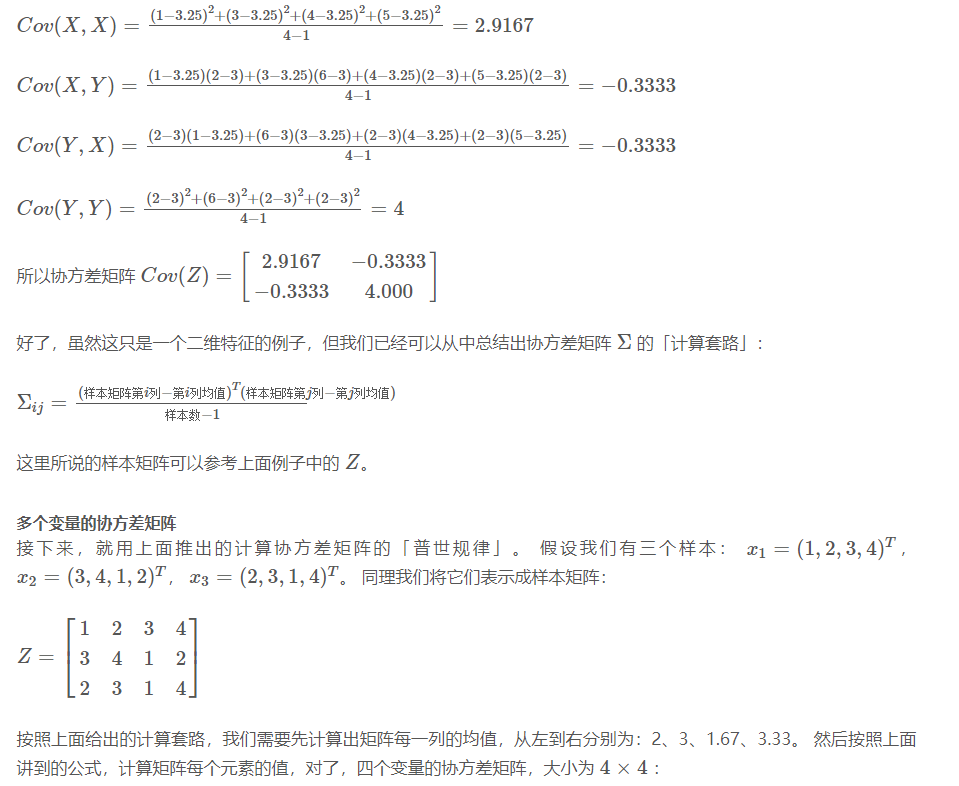 Cov(X, X) = \frac{(1−3.25)^2+(3−3.25)^2+(4−3.25)^2+(5−3.25)^2}{4−1} = 2.9167
Cov(X, Y) = \frac{(1−3.25)(2−3)+(3−3.25)(6−3)+(4−3.25)(2−3)+(5−3.25)(2−3)}{4−1} = −0.3333
Cov(Y, X) = \frac{(2−3)(1−3.25)+(6−3)(3−3.25)+(2−3)(4−3.25)+(2−3)(5−3.25)}{4−1} = −0.3333
Cov(Y, Y) = \frac{(2−3)^2+(6−3)^2+(2−3)^2+(2−3)^2}{4−1} = 4
所以协方差矩阵 Cov(Z) = \begin{bmatrix} 2.9167 & −0.3333 \\ −0.3333 & 4.000 \end{bmatrix}
好了，虽然这只是一个二维特征的例子，但我们已经可以从中总结出协方差矩阵 Σ 的「计算套路」：
Σ_{ij} = \frac{(样本矩阵第i列−第i列均值)^T(样本矩阵第j列−第j列均值)}{样本数−1}
这里所说的样本矩阵可以参考上面例子中的 Z。
多个变量的协方差矩阵
接下来，就用上面推出的计算协方差矩阵的「普世规律」。 假设我们有三个样本： x_1 = (1, 2, 3, 4)^T，
x_2 = (3, 4, 1, 2)^T， x_3 = (2, 3, 1, 4)^T。 同理我们将它们表示成样本矩阵：
Z = \begin{bmatrix} 1 & 2 & 3 & 4 \\ 3 & 4 & 1 & 2 \\ 2 & 3 & 1 & 4 \end{bmatrix}
按照上面给出的计算套路，我们需要先计算出矩阵每一列的均值，从左到右分别为：2、3、1.67、3.33。 然后按照上面
讲到的公式，计算矩阵每个元素的值，对了，四个变量的协方差矩阵，大小为 4 × 4：